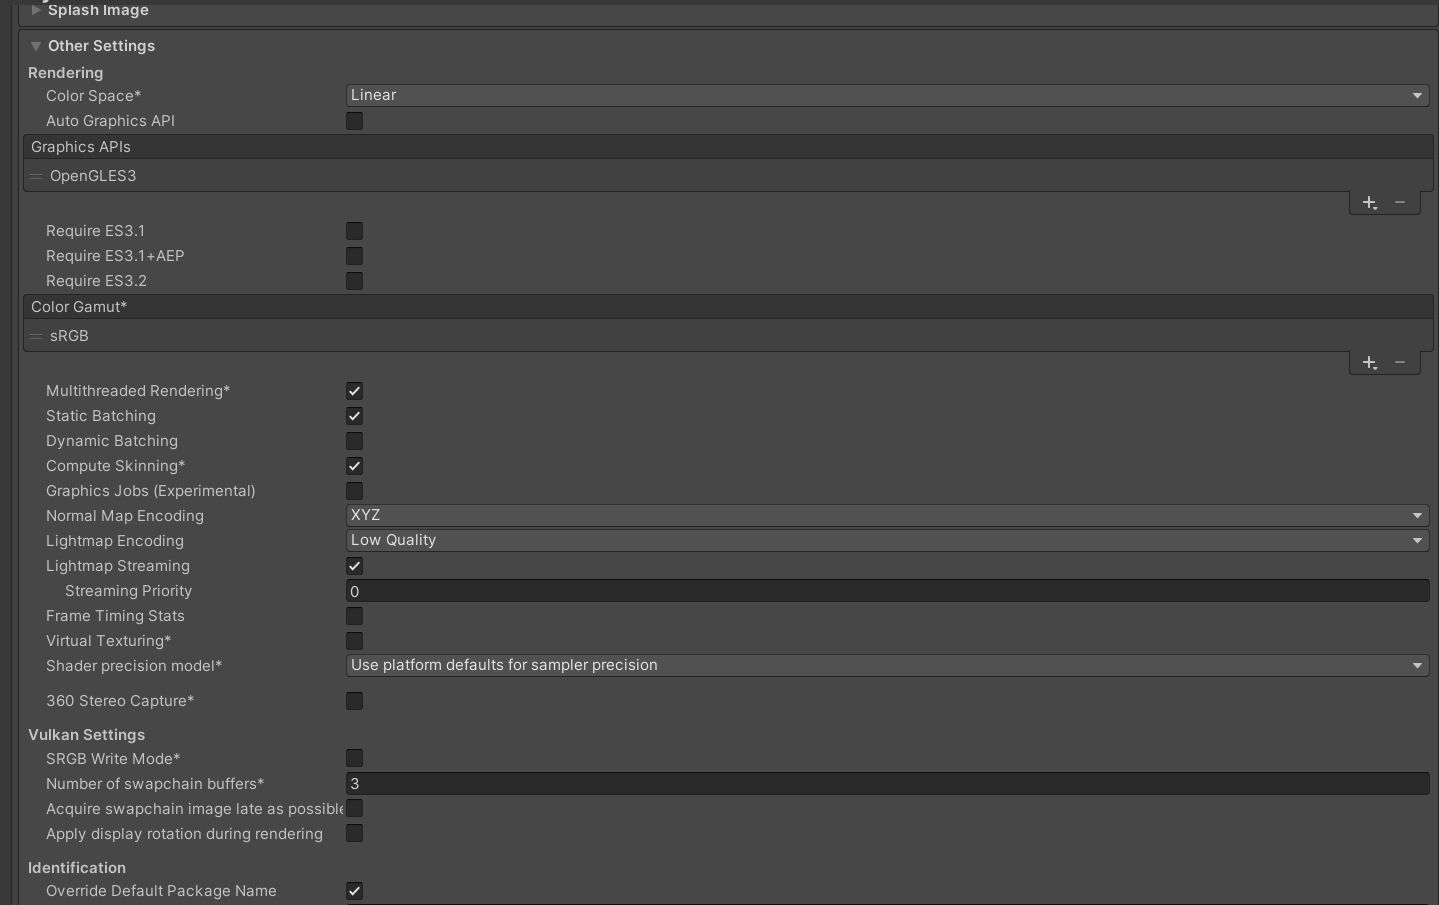 Splash Image
Other Settings
Rendering
Color Space* Linear
Auto Graphics API
Graphics APIs
OpenGLES3
Require ES3.1
Require ES3.1+AEP
Require ES3.2
Color Gamut*
sRGB
Multithreaded Rendering*
Static Batching
Dynamic Batching
Compute Skinning*
Graphics Jobs (Experimental)
Normal Map Encoding XYZ
Lightmap Encoding Low Quality
Lightmap Streaming
Streaming Priority 0
Frame Timing Stats
Virtual Texturing*
Shader precision model* Use platform defaults for sampler precision
360 Stereo Capture*
Vulkan Settings
SRGB Write Mode*
Number of swapchain buffers* 3
Acquire swapchain image late as possible
Apply display rotation during rendering
Identification
Override Default Package Name